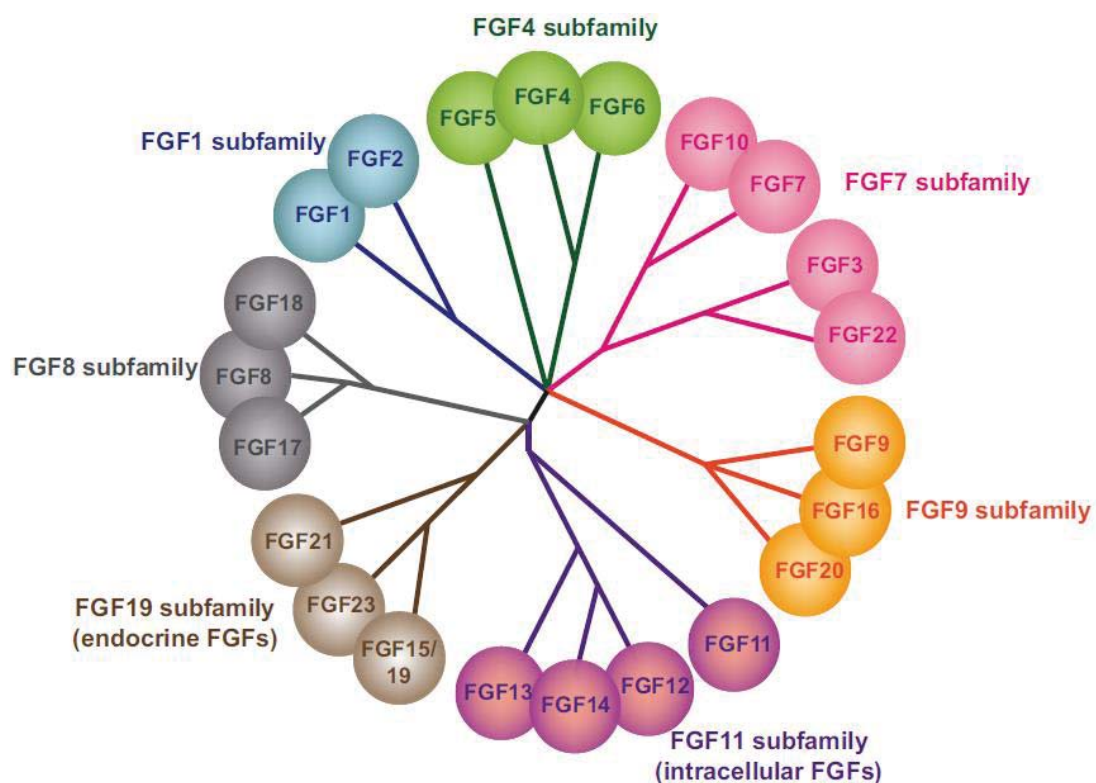 FGF4 subfamily
FGF5
FGF4
FGF6
FGF1 subfamily
FGF2
FGF1
FGF10
FGF7
FGF7 subfamily
FGF3
FGF22
FGF18
FGF8 subfamily
FGF8
FGF17
FGF9
FGF16
FGF9 subfamily
FGF20
FGF21
FGF23
FGF15/
19
FGF19 subfamily
(endocrine FGFs)
FGF11
FGF13
FGF14
FGF12
FGF11 subfamily
(intracellular FGFs)